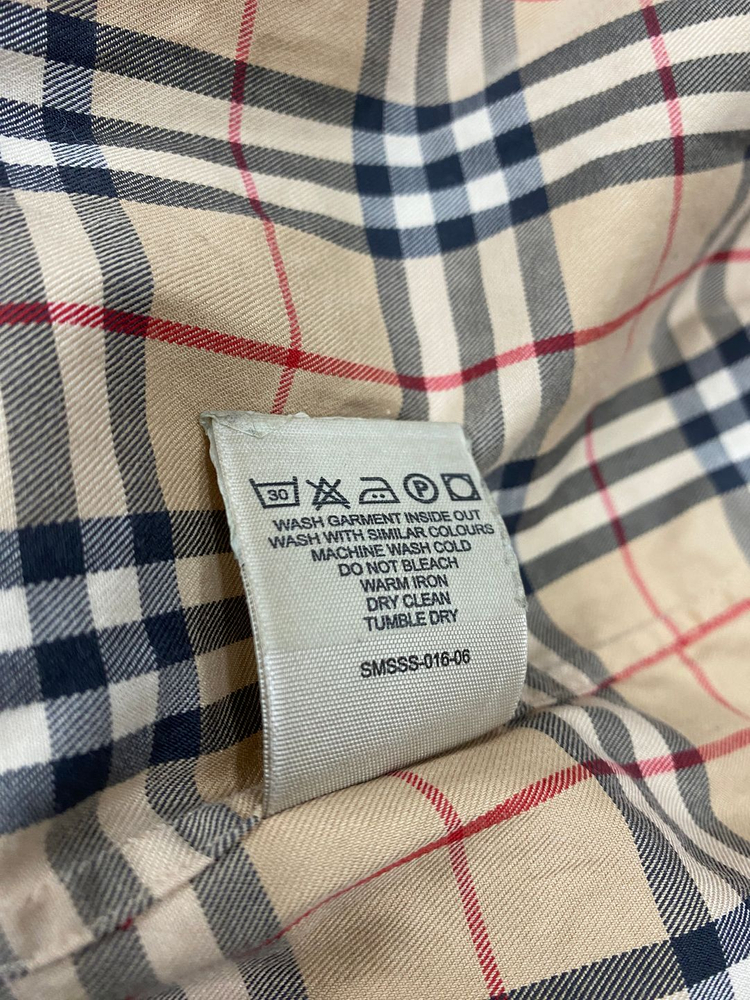 30 P
WASH GARMENT INSIDE OUT
WASH WITH SIMILAR COLOURS
MACHINE WASH COLD
DO NOT BLEACH
WARM IRON
DRY CLEAN
TUMBLE DRY
SMSSS-016-06